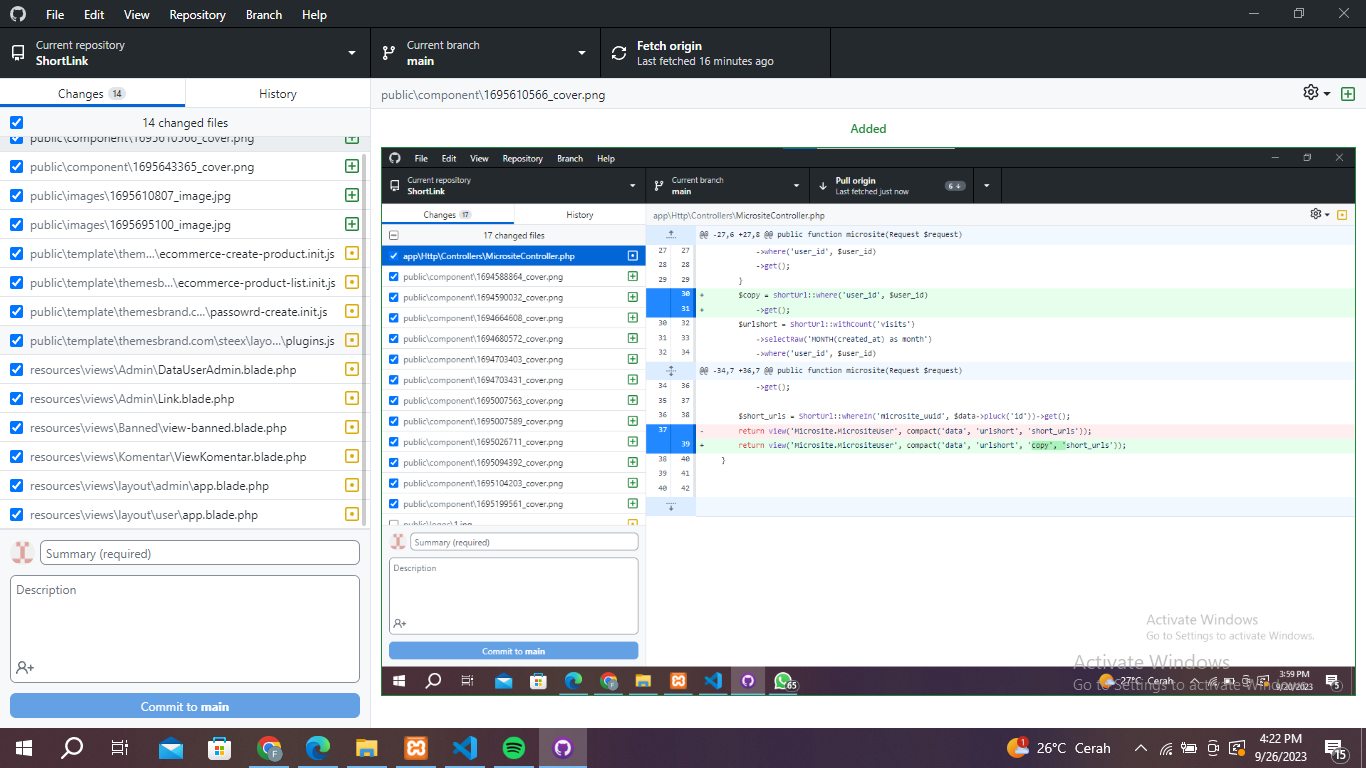 File Edit View Repository Branch Help
Current repository
ShortLink
Current branch
main
Fetch origin
Last fetched 16 minutes ago
Changes 14
History
14 changed files
public\component\1695610566_cover.png
public\component\1695643365_cover.png
public\images\1695610807_image.jpg
public\images\1695695100_image.jpg
public\template\them...\ecommerce-create-product.init.js
public\template\themesb...\ecommerce-product-list.init.js
public\template\themesbrand.c...\passowrd-create.init.js
public\template\themesbrand.com\steex\layo...\plugins.js
resources\views\Admin\DataUserAdmin.blade.php
resources\views\Admin\Link.blade.php
resources\views\Banned\view-banned.blade.php
resources\views\Komentar\ViewKomentar.blade.php
resources\views\layout\admin\app.blade.php
resources\views\layout\user\app.blade.php
Summary (required)
Description
Commit to main
public\component\1695610566_cover.png
Added
File Edit View Repository Branch Help
Current repository
ShortLink
Current branch
main
Pull origin
Last fetched just now
6
Changes 17
History
17 changed files
app\Http\Controllers\MicrositeController.php
public\component\1694588864_cover.png
public\component\1694590032_cover.png
public\component\1694664608_cover.png
public\component\1694680572_cover.png
public\component\1694703403_cover.png
public\component\1694703431_cover.png
public\component\1695007563_cover.png
public\component\1695007589_cover.png
public\component\1695026711_cover.png
public\component\1695094392_cover.png
public\component\1695104203_cover.png
public\component\1695199561_cover.png
public\logos\1.jpg
Summary (required)
Description
Commit to main
app\Http\Controllers\MicrositeController.php
@@ -27,6 +27,8 @@ public function microsite(Request $request)
27 27 ->where('user_id', $user_id)
28 28 ->get();
29 29 }
30 + $copy = shortUrl::where('user_id', $user_id)
31 + ->get();
30 32 $urlshort = ShortUrl::withCount('visits')
31 33 ->selectRaw('MONTH(created_at) as month')
32 34 ->where('user_id', $user_id)
@@ -34,7 +36,7 @@ public function microsite(Request $request)
34 36 ->get();
35 37
36 38 $short_urls = ShortUrl::whereIn('microsite_uuid', $data->pluck('id'))->get();
37 - return view('Microsite.MicrositeUser', compact('data', 'urlshort', 'short_urls'));
39 + return view('Microsite.MicrositeUser', compact('data', 'urlshort', 'copy', 'short_urls'));
38 40 }
39 41
40 42
Activate Windows
Go to Settings to activate Windows.
65
27°C Cerah
3:59 PM
9/20/2023
5
Activate Windows
Go to Settings to activate Windows.
F
1
26°C Cerah
4:22 PM
9/26/2023
15